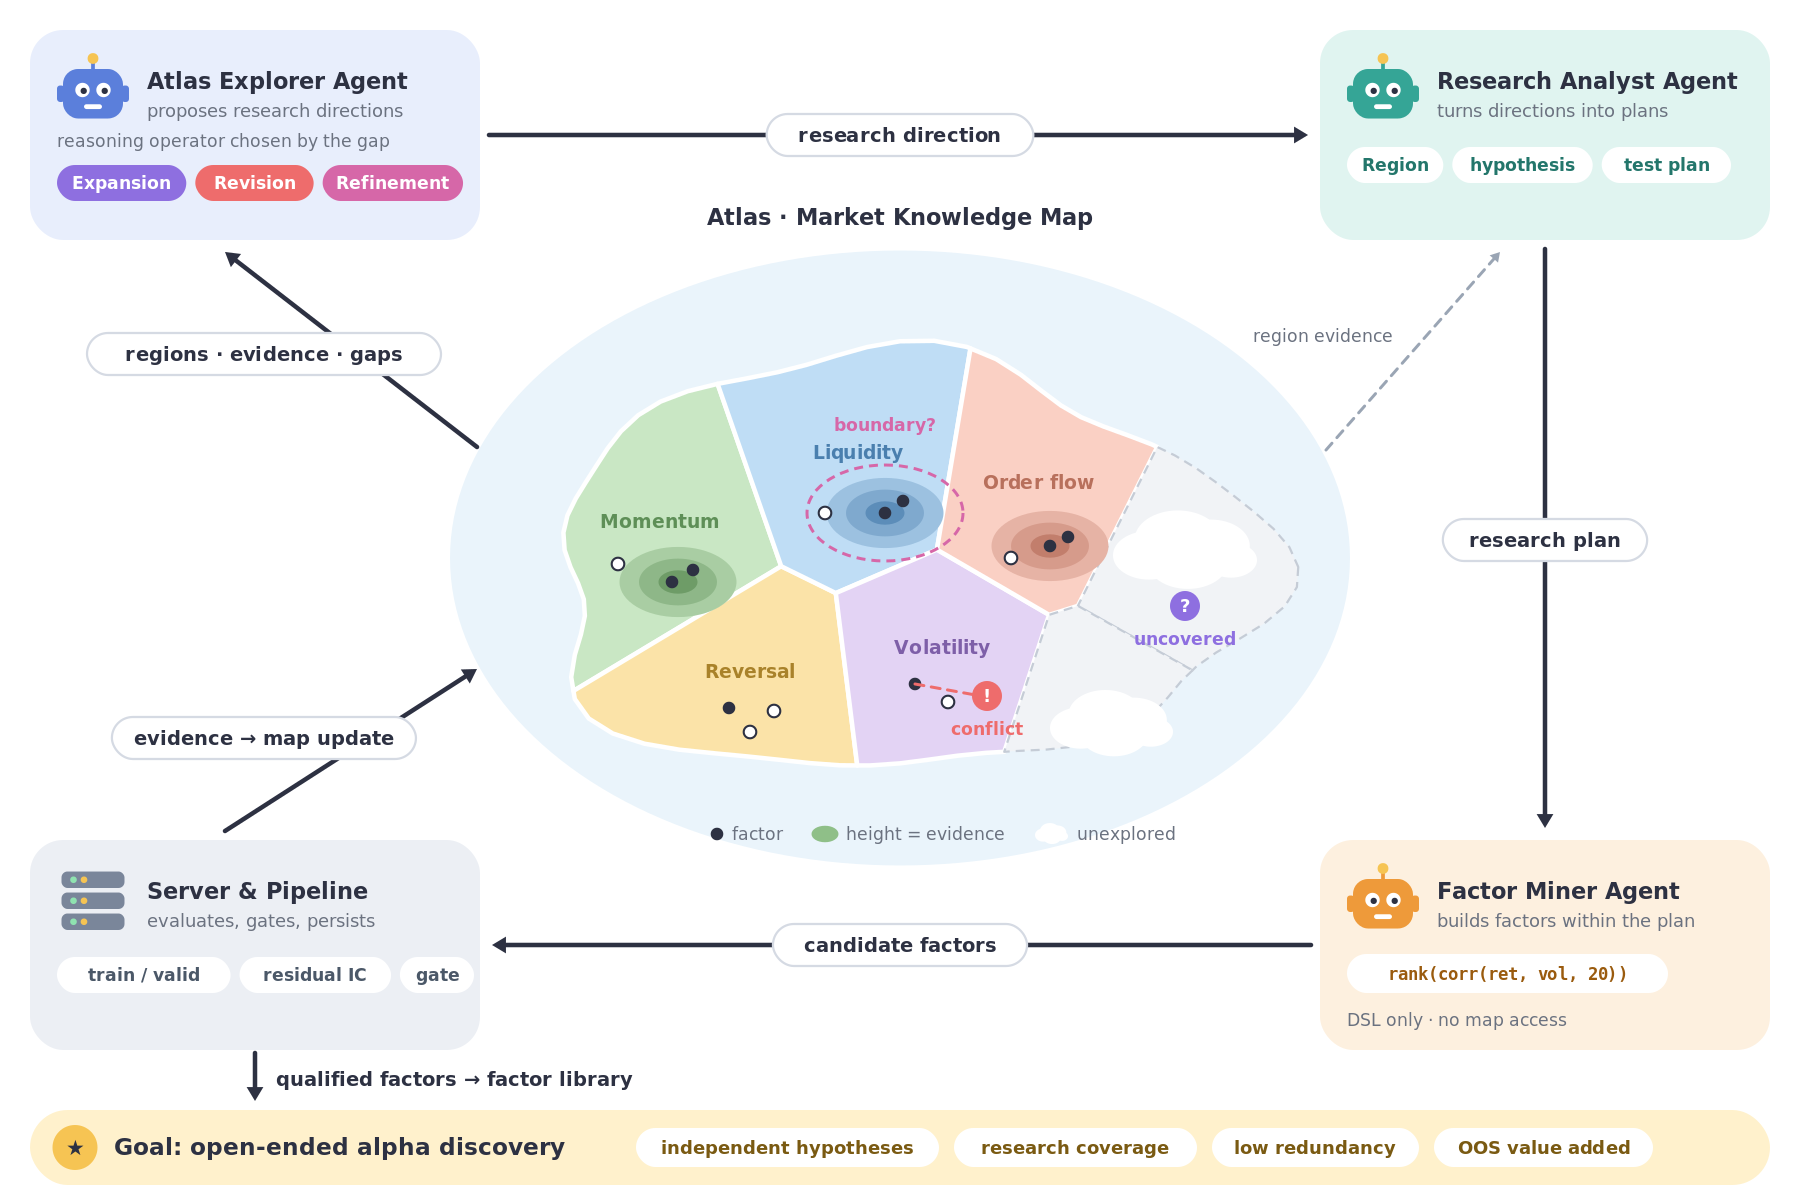 Atlas Explorer Agent
proposes research directions
reasoning operator chosen by the gap
Expansion
Revision
Refinement
research direction
Research Analyst Agent
turns directions into plans
Region
hypothesis
test plan
Atlas · Market Knowledge Map
regions · evidence · gaps
region evidence
boundary?
Liquidity
Order flow
Momentum
?
uncovered
Reversal
Volatility
!
conflict
research plan
evidence → map update
factor
height = evidence
unexplored
Server & Pipeline
evaluates, gates, persists
train / valid
residual IC
gate
candidate factors
Factor Miner Agent
builds factors within the plan
rank(corr(ret, vol, 20))
DSL only · no map access
qualified factors → factor library
★ Goal: open-ended alpha discovery
independent hypotheses
research coverage
low redundancy
OOS value added